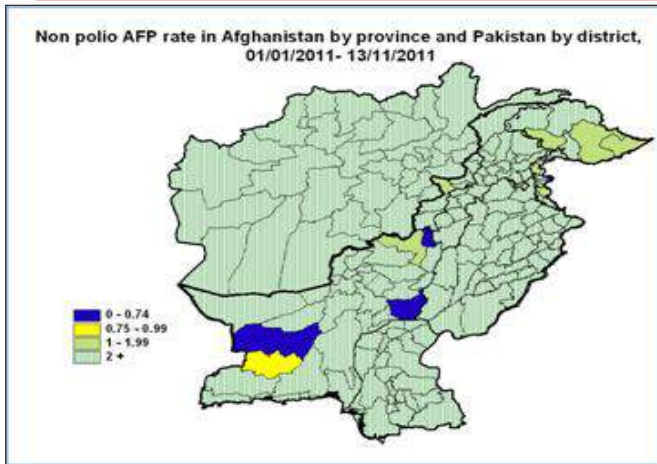 Non polio AFP rate in Afghanistan by province and Pakistan by district,
01/01/2011- 13/11/2011
0 - 0.74
0.75 - 0.99
1 - 1.99
2 +